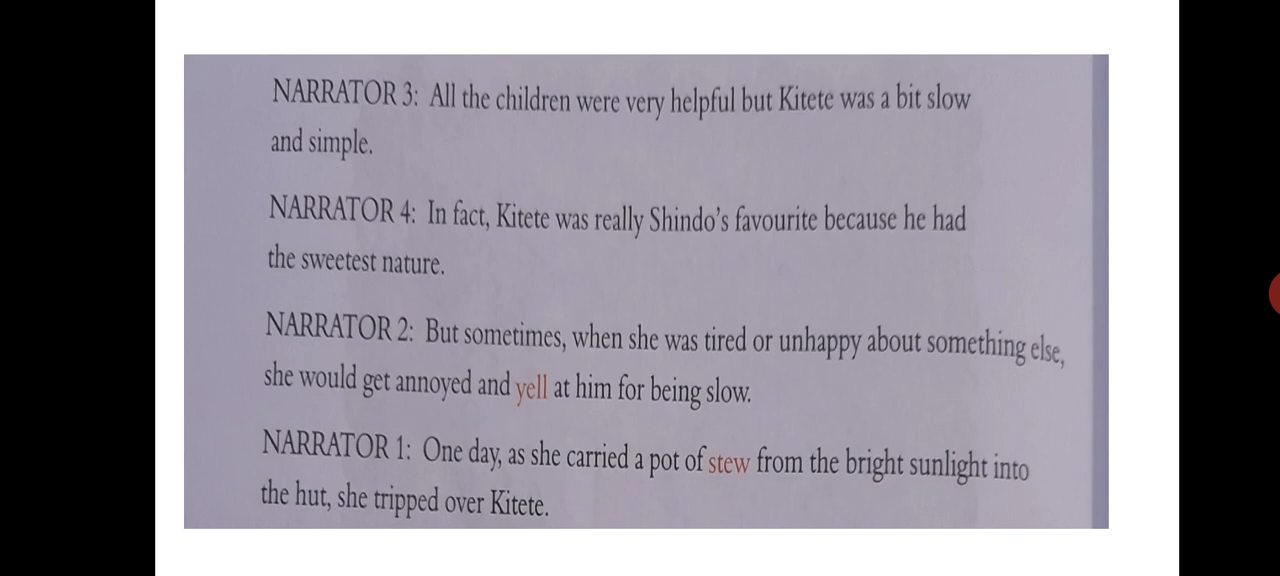 NARRATOR 3: All the children were very helpful but Kitete was a bit slow
and simple.
NARRATOR 4: In fact, Kitete was really Shindo's favourite because he had
the sweetest nature.
NARRATOR 2: But sometimes, when she was tired or unhappy about something else,
she would get annoyed and yell at him for being slow.
NARRATOR 1: One day, as she carried a pot of stew from the bright sunlight into
the hut, she tripped over Kitete.